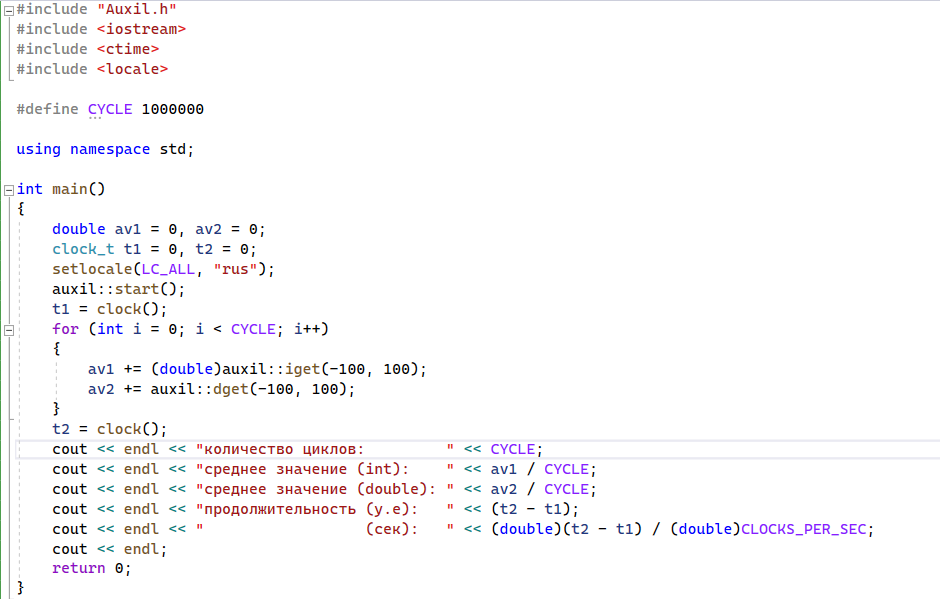 #include "Auxil.h"
#include <iostream>
#include <ctime>
#include <locale>

#define CYCLE 1000000

using namespace std;

int main()
{
    double av1 = 0, av2 = 0;
    clock_t t1 = 0, t2 = 0;
    setlocale(LC_ALL, "rus");
    auxil::start();
    t1 = clock();
    for (int i = 0; i < CYCLE; i++)
    {
        av1 += (double)auxil::iget(-100, 100);
        av2 += auxil::dget(-100, 100);
    }
    t2 = clock();
    cout << endl << "количество циклов:         " << CYCLE;
    cout << endl << "среднее значение (int):    " << av1 / CYCLE;
    cout << endl << "среднее значение (double): " << av2 / CYCLE;
    cout << endl << "продолжительность (у.е):   " << (t2 - t1);
    cout << endl << "                  (сек):   " << (double)(t2 - t1) / (double)CLOCKS_PER_SEC;
    cout << endl;
    return 0;
}